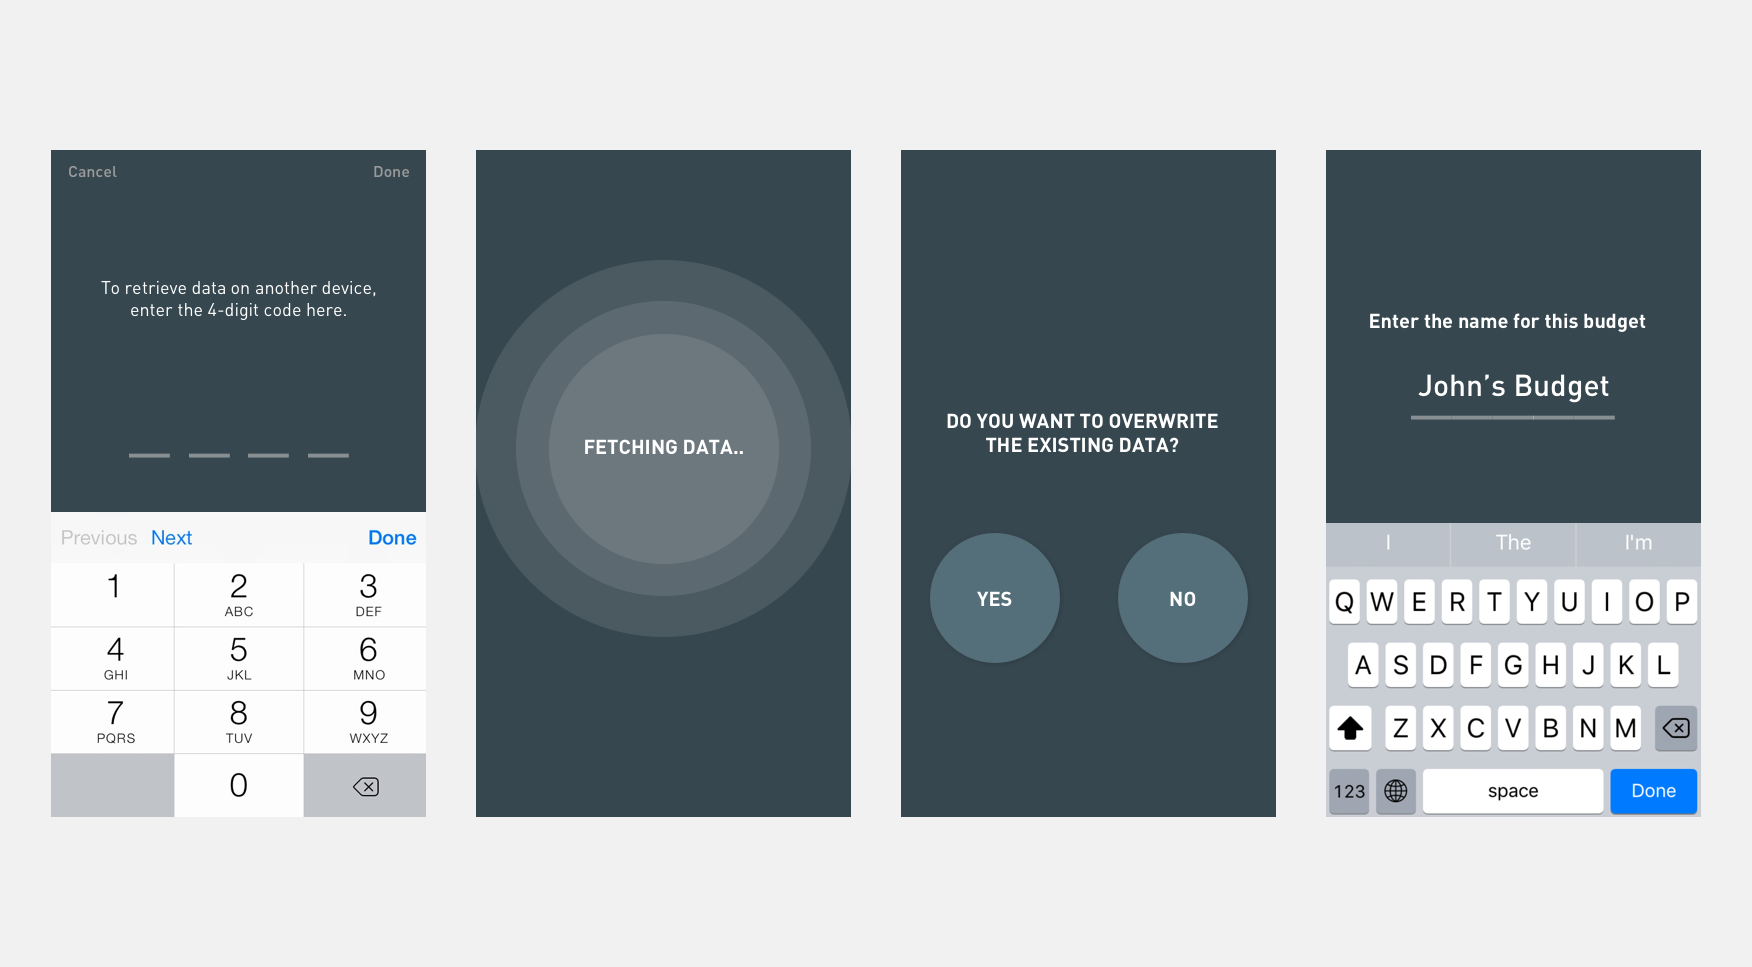 Cancel Done
To retrieve data on another device,
enter the 4-digit code here.
Previous Next Done
1 2 3
ABC DEF
4 5 6
GHI JKL MNO
7 8 9
PQRS TUV WXYZ
0
FETCHING DATA..
DO YOU WANT TO OVERWRITE
THE EXISTING DATA?
YES NO
Enter the name for this budget
John’s Budget
I The I'm
Q W E R T Y U I O P
A S D F G H J K L
Z X C V B N M
123 space Done